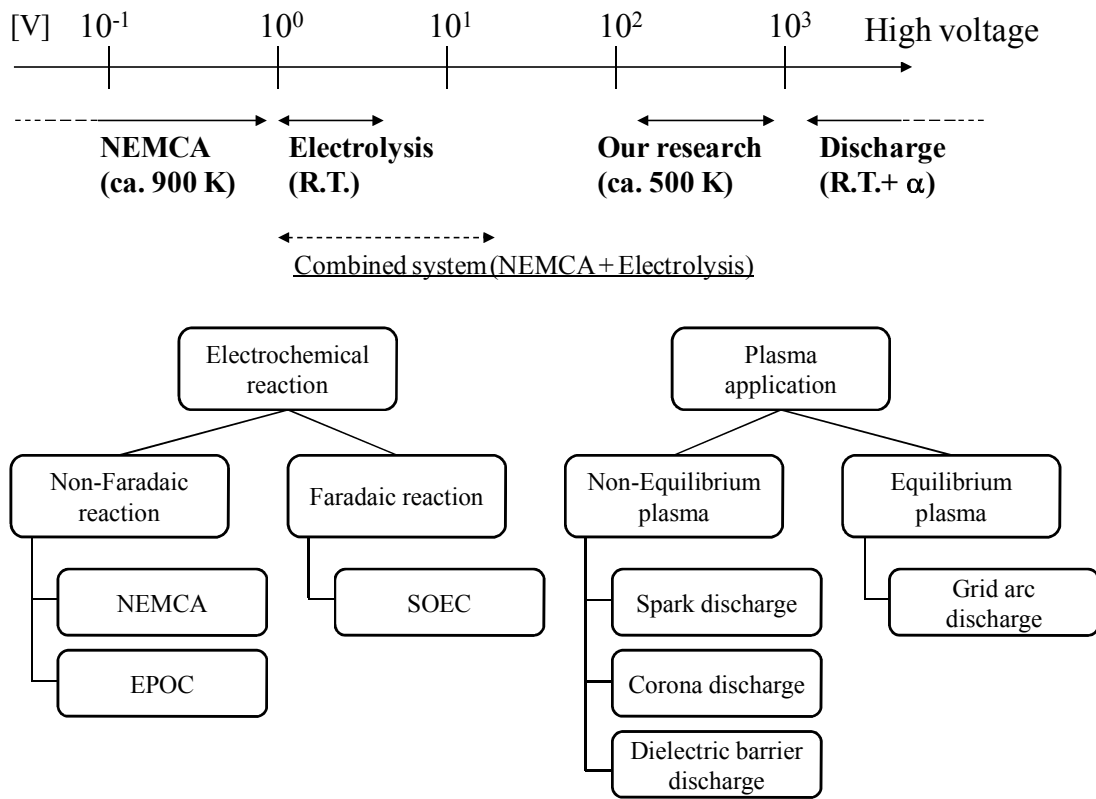 [V] 10⁻¹ 10⁰ 10¹ 10² 10³ High voltage
NEMCA
(ca. 900 K)
Electrolysis
(R.T.)
Our research
(ca. 500 K)
Discharge
(R.T.+ α)
Combined system (NEMCA + Electrolysis)
Electrochemical
reaction
Non-Faradaic
reaction
Faradaic reaction
NEMCA
EPOC
SOEC
Plasma
application
Non-Equilibrium
plasma
Equilibrium
plasma
Spark discharge
Corona discharge
Dielectric barrier
discharge
Grid arc
discharge